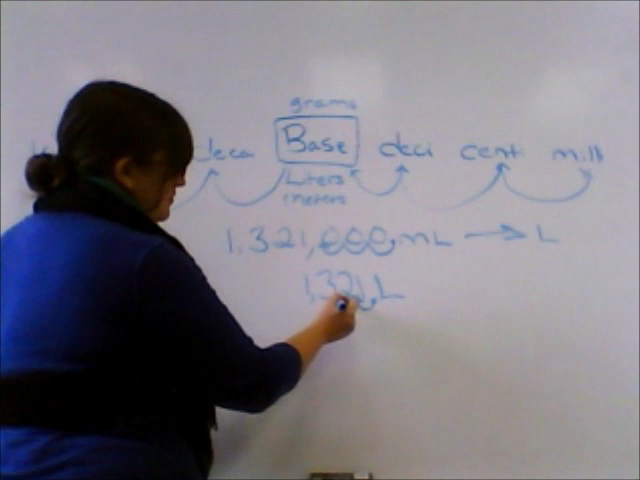 grams
deca Base deci centi milli
Liters
meters
1,321,000 mL → L
1,321 L